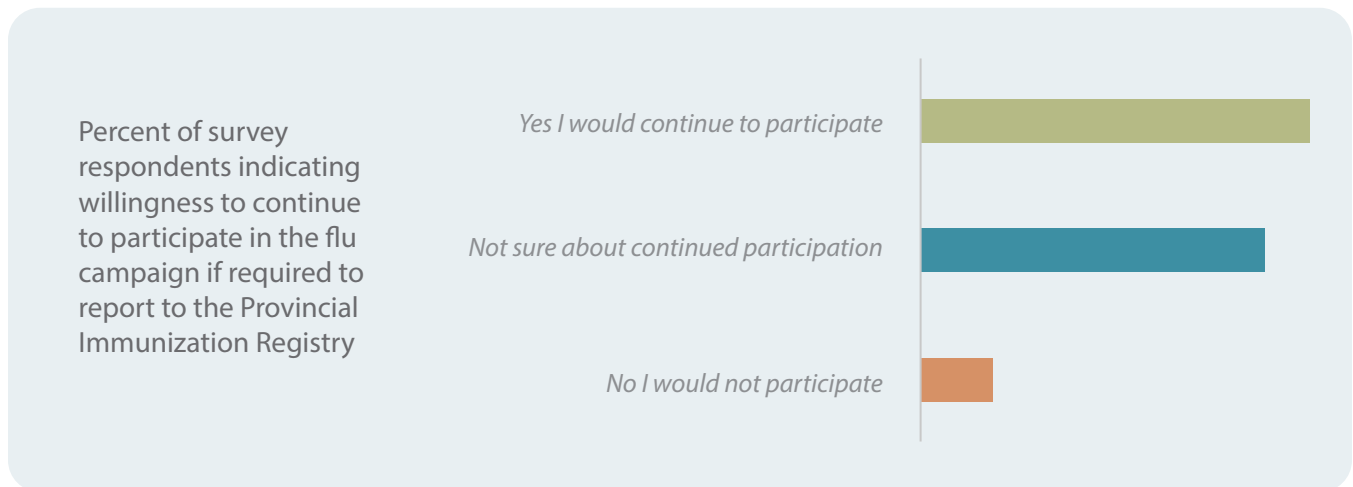 Percent of survey
respondents indicating
willingness to continue
to participate in the flu
campaign if required to
report to the Provincial
Immunization Registry
Yes I would continue to participate
Not sure about continued participation
No I would not participate